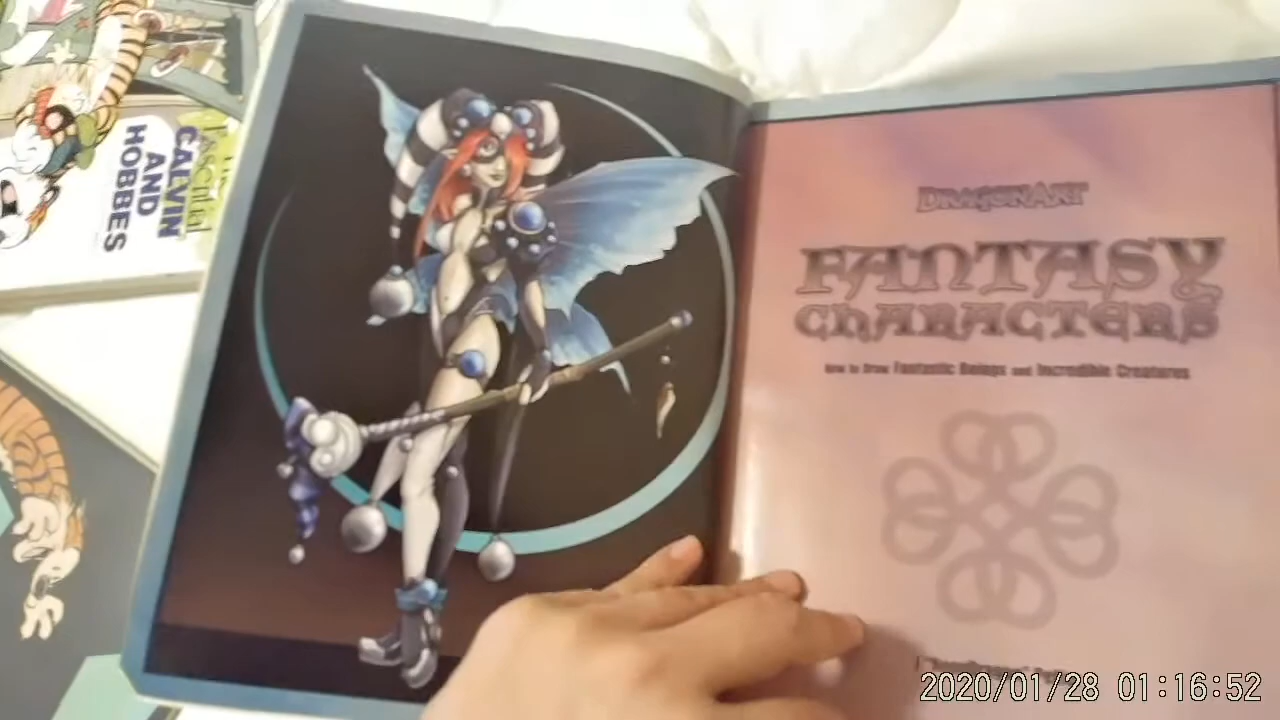 Essential
CALVIN
AND
HOBBES
DRAGONART
FANTASY
CHARACTERS
How to Draw Fantastic Beings and Incredible Creatures
2020/01/28 01:16:52